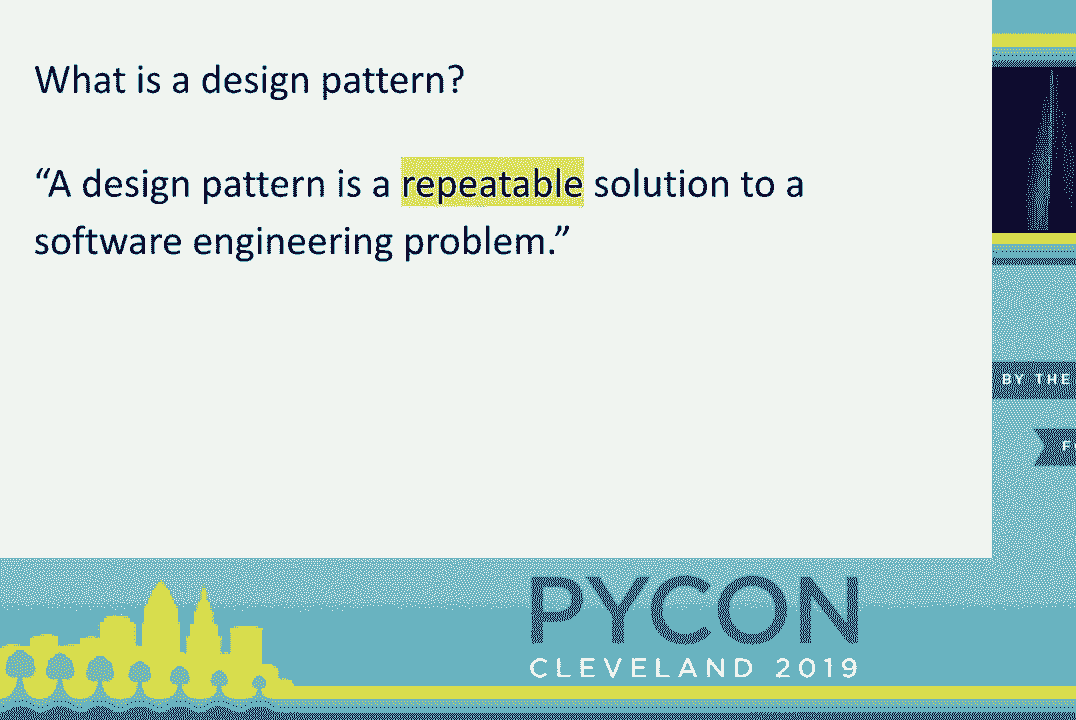 What is a design pattern?
“A design pattern is a repeatable solution to a
software engineering problem.”
BY THE
PYCON
CLEVELAND 2019